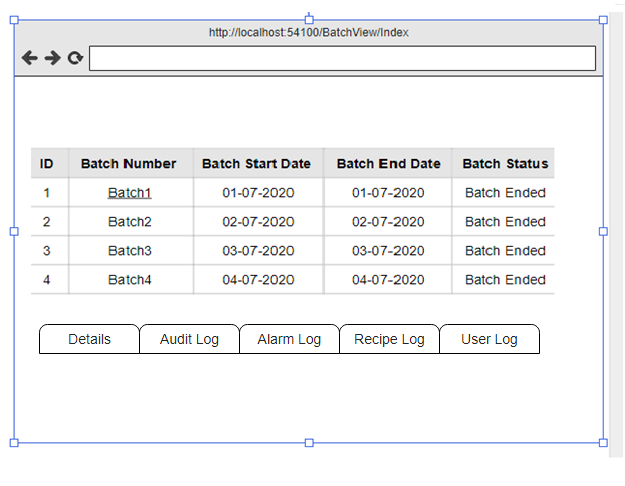 http://localhost:54100/BatchView/Index
ID Batch Number Batch Start Date Batch End Date Batch Status
1 Batch1 01-07-2020 01-07-2020 Batch Ended
2 Batch2 02-07-2020 02-07-2020 Batch Ended
3 Batch3 03-07-2020 03-07-2020 Batch Ended
4 Batch4 04-07-2020 04-07-2020 Batch Ended
Details Audit Log Alarm Log Recipe Log User Log